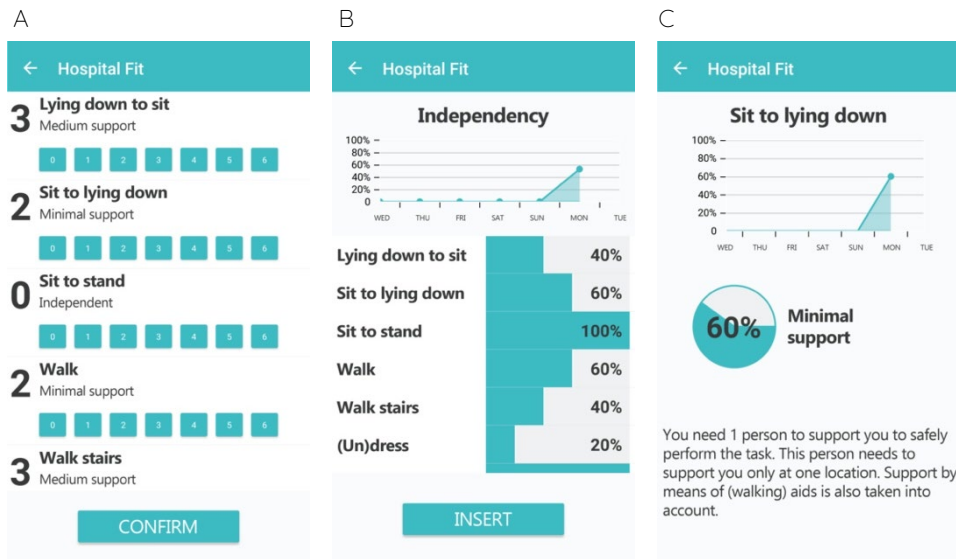 A
B
C
← Hospital Fit
3 Lying down to sit
Medium support
0 1 2 3 4 5 6
2 Sit to lying down
Minimal support
0 1 2 3 4 5 6
0 Sit to stand
Independent
0 1 2 3 4 5 6
2 Walk
Minimal support
0 1 2 3 4 5 6
3 Walk stairs
Medium support
CONFIRM
← Hospital Fit
Independency
100%
80%
60%
40%
20%
0
WED THU FRI SAT SUN MON TUE
Lying down to sit 40%
Sit to lying down 60%
Sit to stand 100%
Walk 60%
Walk stairs 40%
(Un)dress 20%
INSERT
← Hospital Fit
Sit to lying down
100%
80%
60%
40%
20%
0
WED THU FRI SAT SUN MON TUE
60%
Minimal
support
You need 1 person to support you to safely
perform the task. This person needs to
support you only at one location. Support by
means of (walking) aids is also taken into
account.